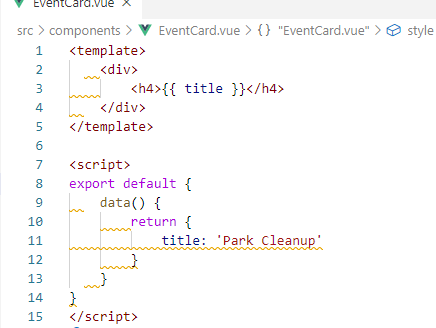 EventCard.vue
src > components > EventCard.vue > {} "EventCard.vue" > style
1 <template>
2 <div>
3 <h4>{{ title }}</h4>
4 </div>
5 </template>
6
7 <script>
8 export default {
9 data() {
10 return {
11 title: 'Park Cleanup'
12 }
13 }
14 }
15 </script>